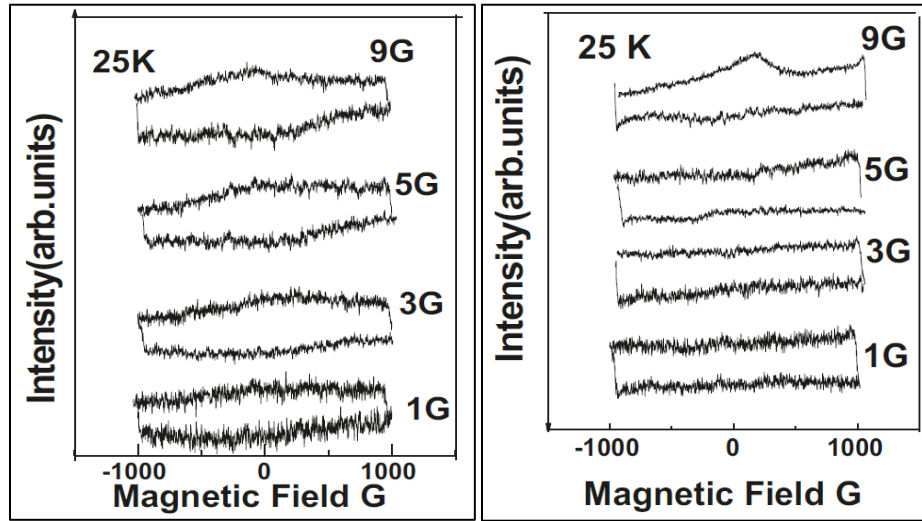 25K
9G
5G
3G
1G
Intensity(arb.units)
-1000 0 1000
Magnetic Field G
25 K
9G
5G
3G
1G
Intensity(arb.units)
-1000 0 1000
Magnetic Field G